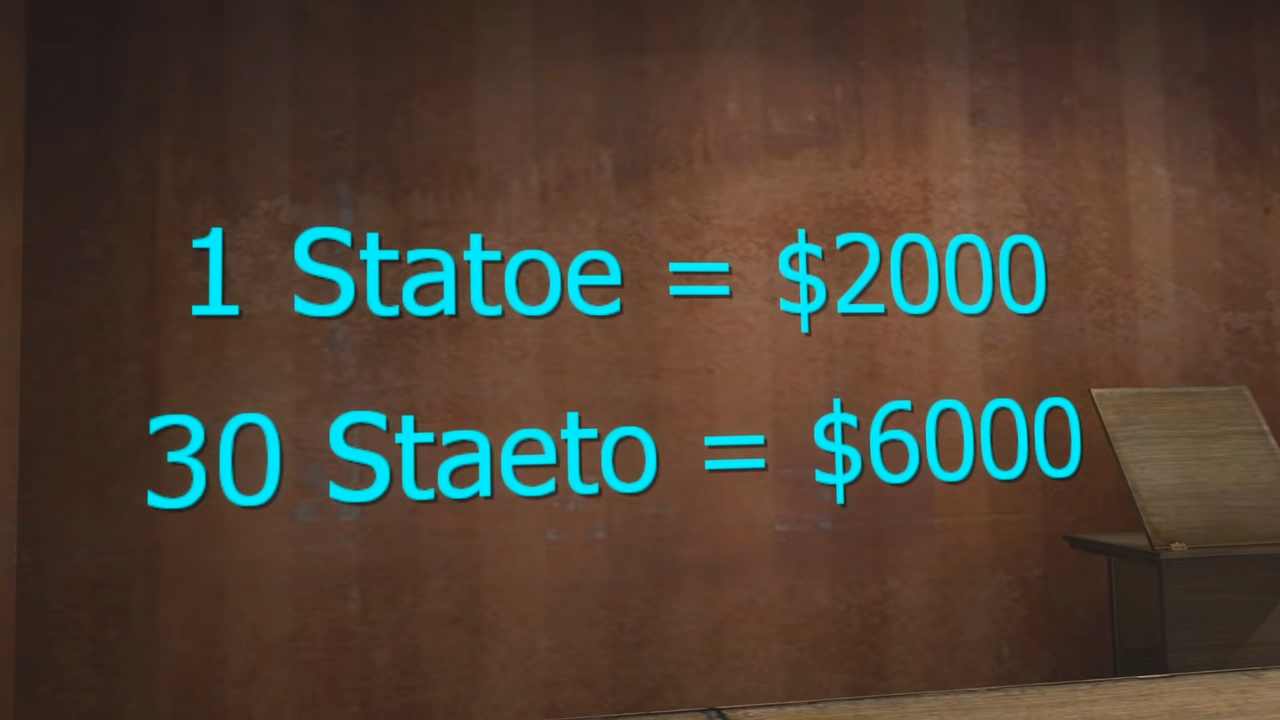 1 Statoe = $2000
30 Staeto = $6000